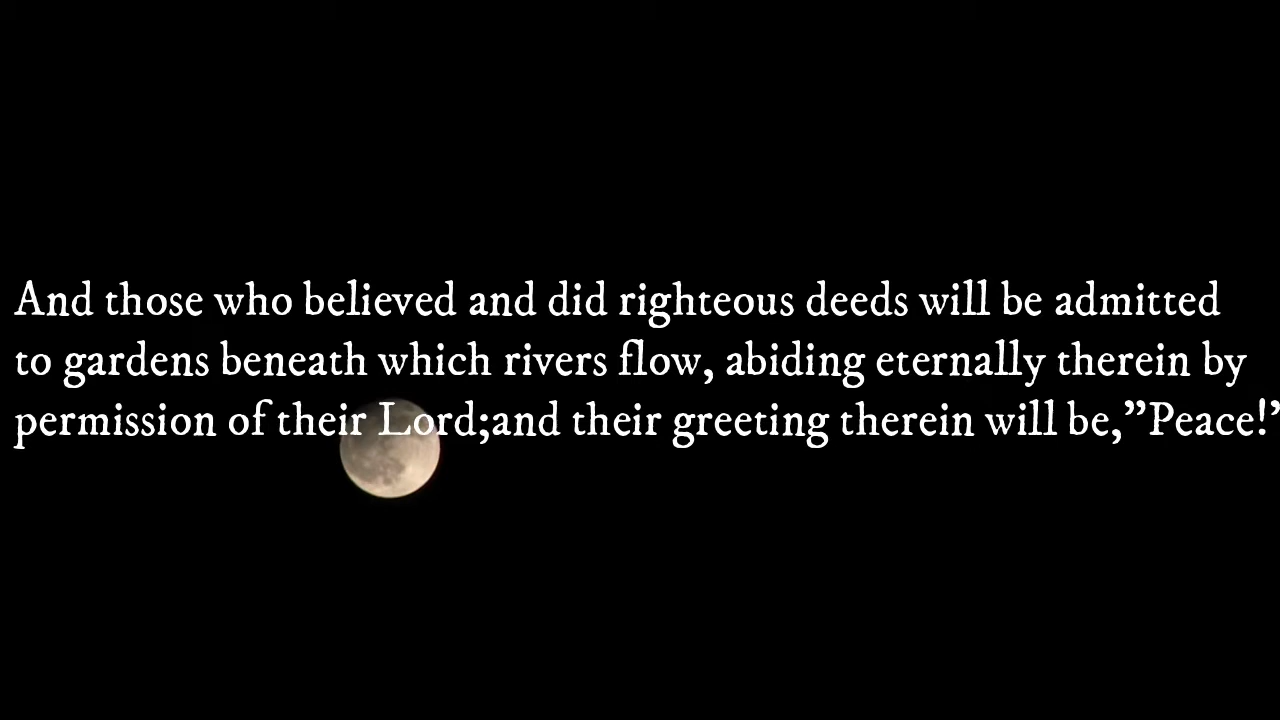 And those who believed and did righteous deeds will be admitted
to gardens beneath which rivers flow, abiding eternally therein by
permission of their Lord;and their greeting therein will be,”Peace!’